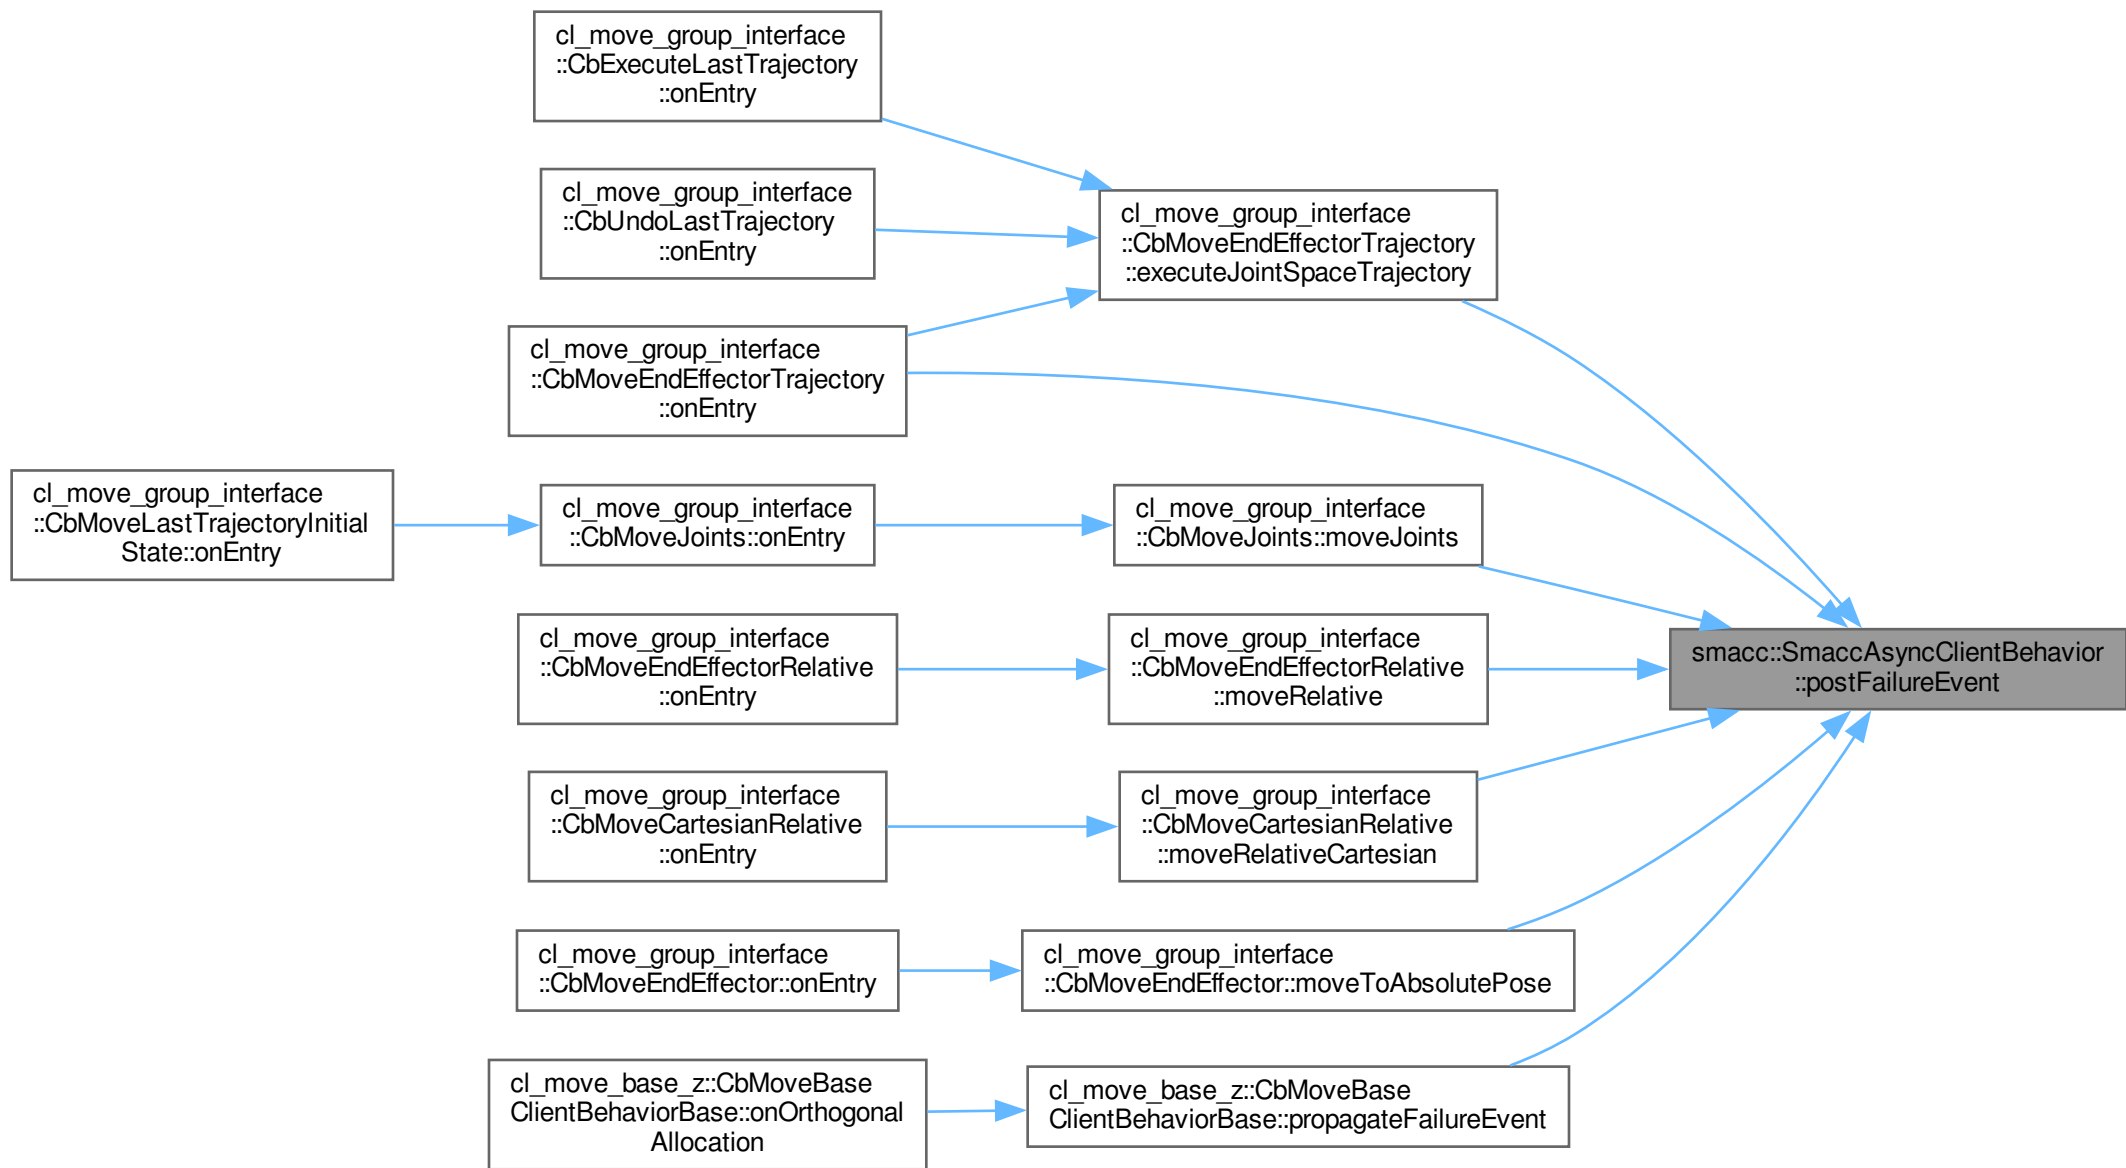 cl_move_group_interface
::CbExecuteLastTrajectory
::onEntry
cl_move_group_interface
::CbUndoLastTrajectory
::onEntry
cl_move_group_interface
::CbMoveEndEffectorTrajectory
::executeJointSpaceTrajectory
cl_move_group_interface
::CbMoveEndEffectorTrajectory
::onEntry
cl_move_group_interface
::CbMoveLastTrajectoryInitial
State::onEntry
cl_move_group_interface
::CbMoveJoints::onEntry
cl_move_group_interface
::CbMoveJoints::moveJoints
cl_move_group_interface
::CbMoveEndEffectorRelative
::onEntry
cl_move_group_interface
::CbMoveEndEffectorRelative
::moveRelative
smacc::SmaccAsyncClientBehavior
::postFailureEvent
cl_move_group_interface
::CbMoveCartesianRelative
::onEntry
cl_move_group_interface
::CbMoveCartesianRelative
::moveRelativeCartesian
cl_move_group_interface
::CbMoveEndEffector::onEntry
cl_move_group_interface
::CbMoveEndEffector::moveToAbsolutePose
cl_move_base_z::CbMoveBase
ClientBehaviorBase::onOrthogonal
Allocation
cl_move_base_z::CbMoveBase
ClientBehaviorBase::propagateFailureEvent